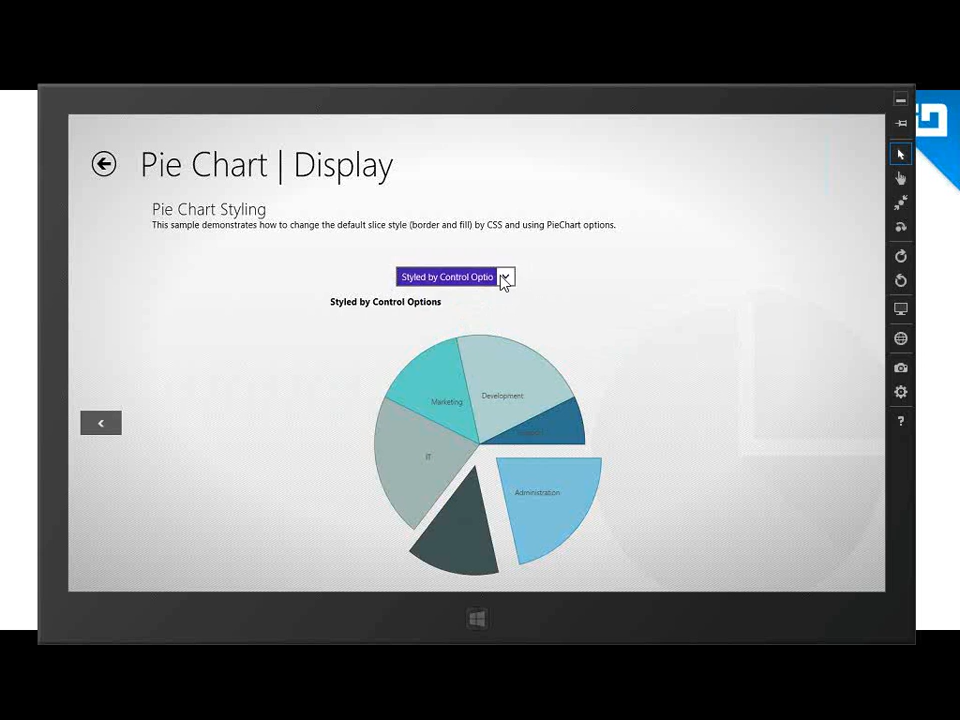 Pie Chart | Display
Pie Chart Styling
This sample demonstrates how to change the default slice style (border and fill) by CSS and using PieChart options.
Styled by Control Optio
Styled by Control Options
Development
Marketing
IT
Administration
?